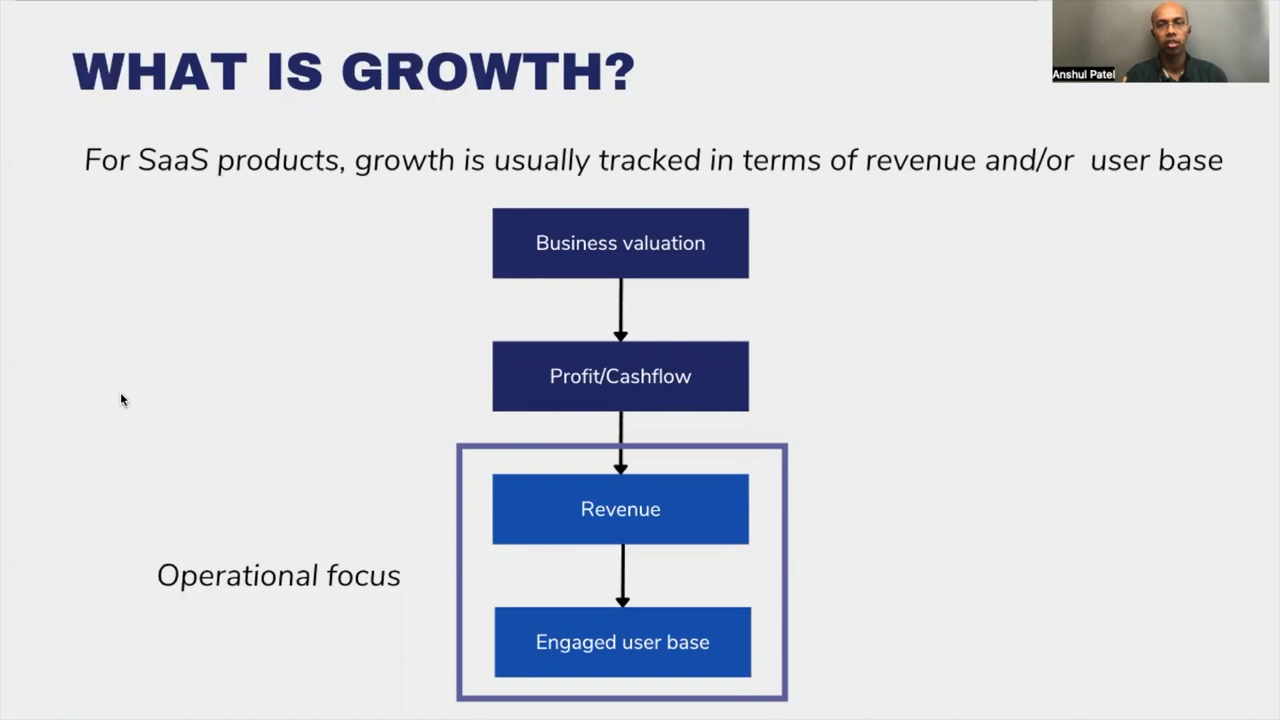 WHAT IS GROWTH?
Anshul Patel
For SaaS products, growth is usually tracked in terms of revenue and/or user base
Business valuation
Profit/Cashflow
Revenue
Operational focus
Engaged user base